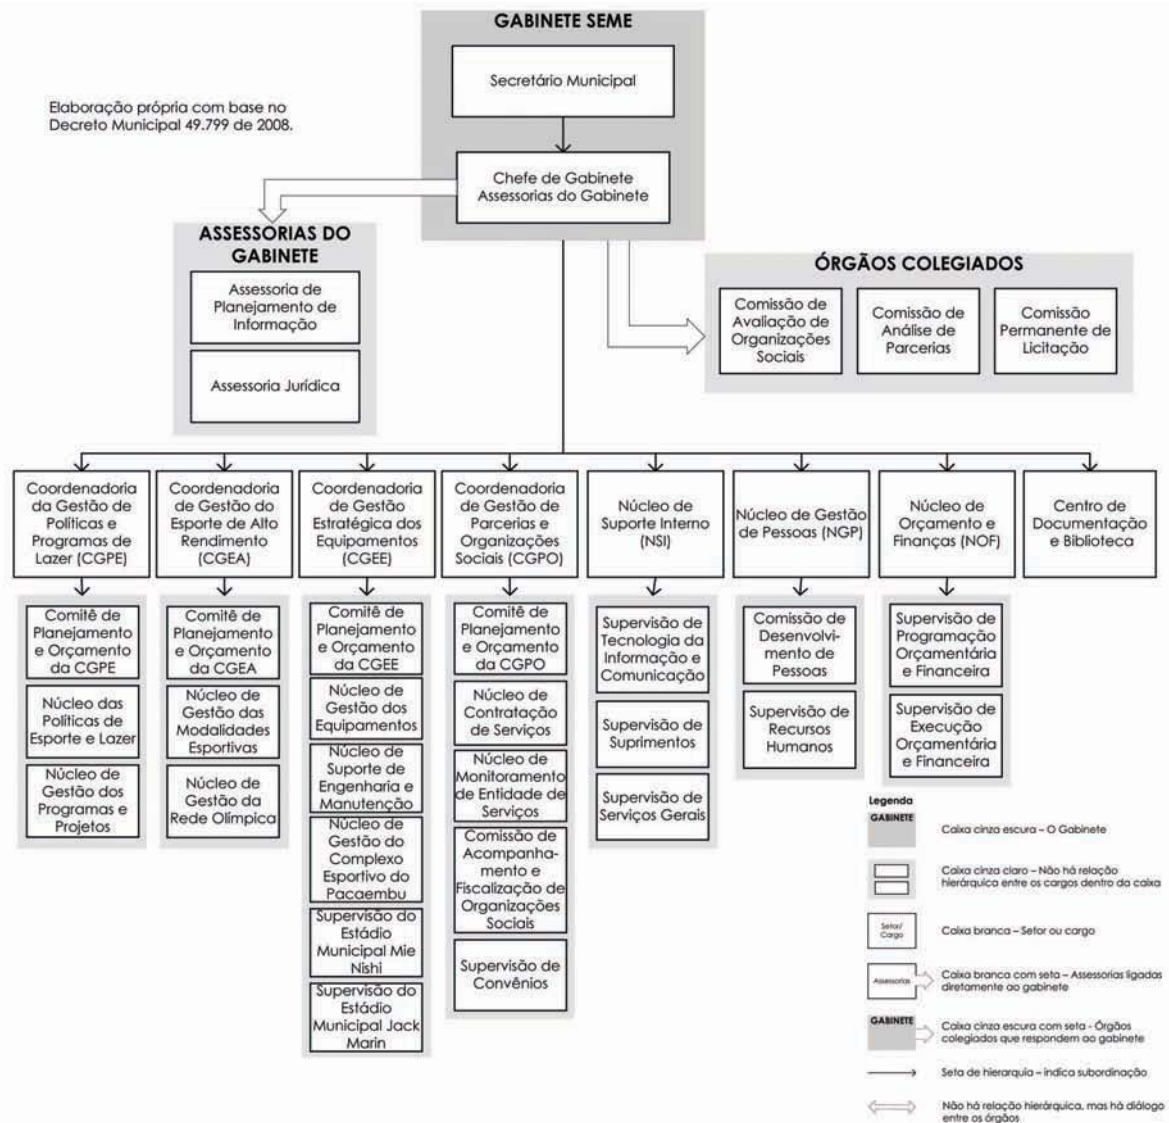 GABINETE SEME
Secretário Municipal
Elaboração própria com base no
Decreto Municipal 49.799 de 2008.
Chefe de Gabinete
Assessorias do Gabinete
ASSESSORIAS DO
GABINETE
Assessoria de
Planejamento de
Informação
Assessoria Jurídica
ÓRGÃOS COLEGIADOS
Comissão de
Avaliação de
Organizações
Sociais
Comissão de
Análise de
Parcerias
Comissão
Permanente de
Licitação
Coordenadoria
da Gestão de
Políticas e
Programas de
Lazer (CGPE)
Coordenadoria
de Gestão do
Esporte de Alto
Rendimento
(CGEA)
Coordenadoria
de Gestão
Estratégica dos
Equipamentos
(CGEE)
Coordenadoria
de Gestão de
Parcerias e
Organizações
Sociais (CGPO)
Núcleo de
Suporte Interno
(NSI)
Núcleo de Gestão
de Pessoas (NGP)
Núcleo de
Orçamento e
Finanças (NOF)
Centro de
Documentação
e Biblioteca
Comitê de
Planejamento e
Orçamento
da CGPE
Núcleo das
Políticas de
Esporte e Lazer
Núcleo de
Gestão dos
Programas e
Projetos
Comitê de
Planejamento e
Orçamento
da CGEA
Núcleo de
Gestão das
Modalidades
Esportivas
Núcleo de
Gestão da
Rede Olímpica
Comitê de
Planejamento e
Orçamento
da CGEE
Núcleo de
Gestão dos
Equipamentos
Núcleo de
Suporte de
Engenharia e
Manutenção
Núcleo de
Gestão do
Complexo
Esportivo do
Pacaembu
Supervisão do
Estádio
Municipal Mie
Nishi
Supervisão do
Estádio
Municipal Jack
Marin
Comitê de
Planejamento e
Orçamento
da CGPO
Núcleo de
Contratação
de Serviços
Núcleo de
Monitoramento
de Entidade de
Serviços
Comissão de
Acompanha-
mento e
Fiscalização de
Organizações
Sociais
Supervisão de
Convênios
Supervisão de
Tecnologia da
Informação e
Comunicação
Supervisão de
Suprimentos
Supervisão de
Serviços Gerais
Comissão de
Desenvolvi-
mento de
Pessoas
Supervisão de
Recursos
Humanos
Supervisão de
Programação
Orçamentária
e Financeira
Supervisão de
Execução
Orçamentária
e Financeira
Legenda
GABINETE
Caixa cinza escura – O Gabinete
Caixa cinza claro – Não há relação
hierárquica entre os cargos dentro da caixa
Setor/
Cargo
Caixa branca – Setor ou cargo
Assessorias
Caixa branca com seta – Assessorias ligadas
diretamente ao gabinete
GABINETE
Caixa cinza escura com seta - Órgãos
colegiados que respondem ao gabinete
Seta de hierarquia – indica subordinação
Não há relação hierárquica, mas há diálogo
entre os órgãos